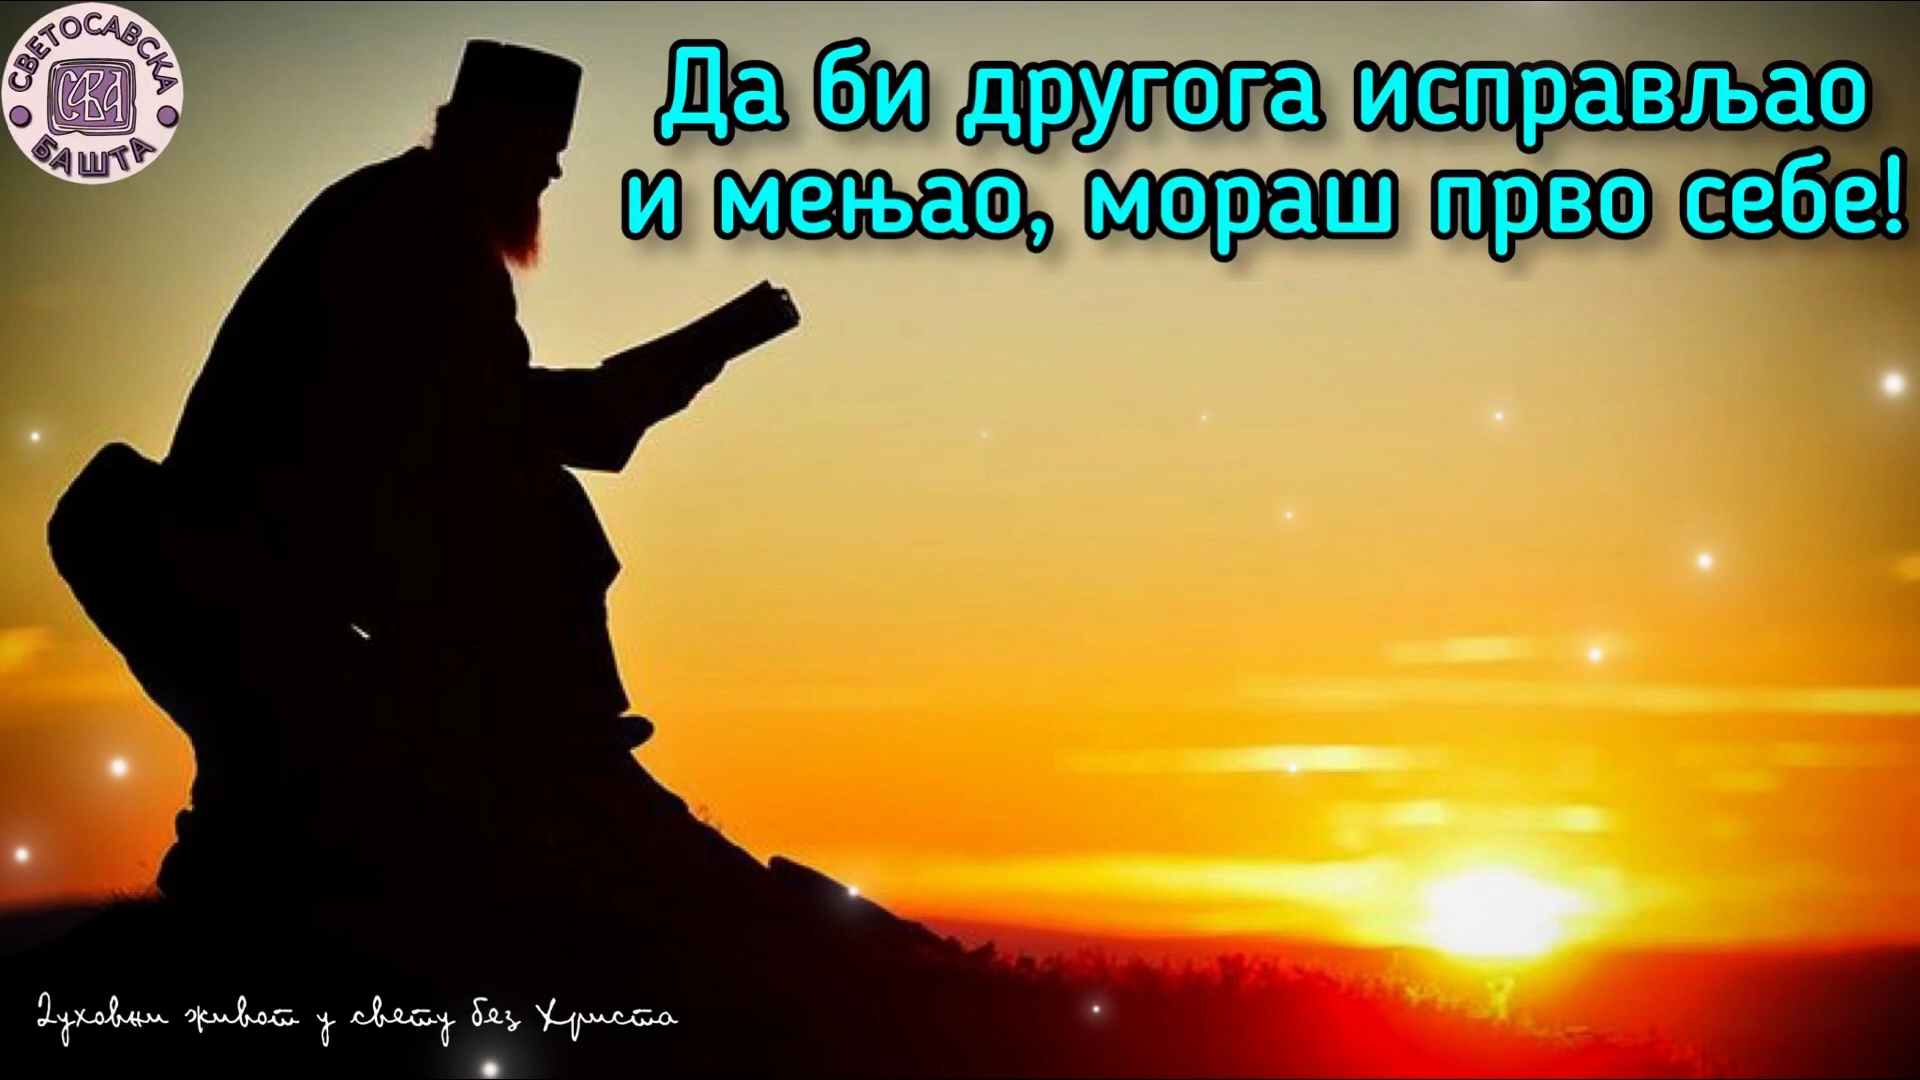 СВЕТОСАВСКА
СВА
БАШТА
Да би другога исправљао
и мењао, мораш прво себе!
Духовни живот у свету без Христа